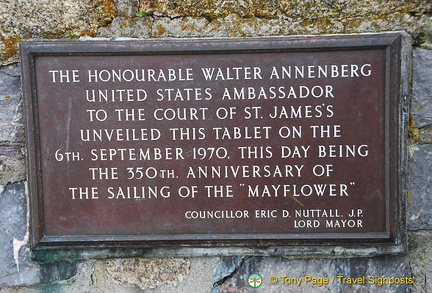 THE HONOURABLE WALTER ANNENBERG
UNITED STATES AMBASSADOR
TO THE COURT OF ST. JAMES'S
UNVEILED THIS TABLET ON THE
6TH. SEPTEMBER 1970, THIS DAY BEING
THE 350TH. ANNIVERSARY OF
THE SAILING OF THE "MAYFLOWER"
COUNCILLOR ERIC D. NUTTALL, J.P.
LORD MAYOR
© Tony Page / Travel Signposts